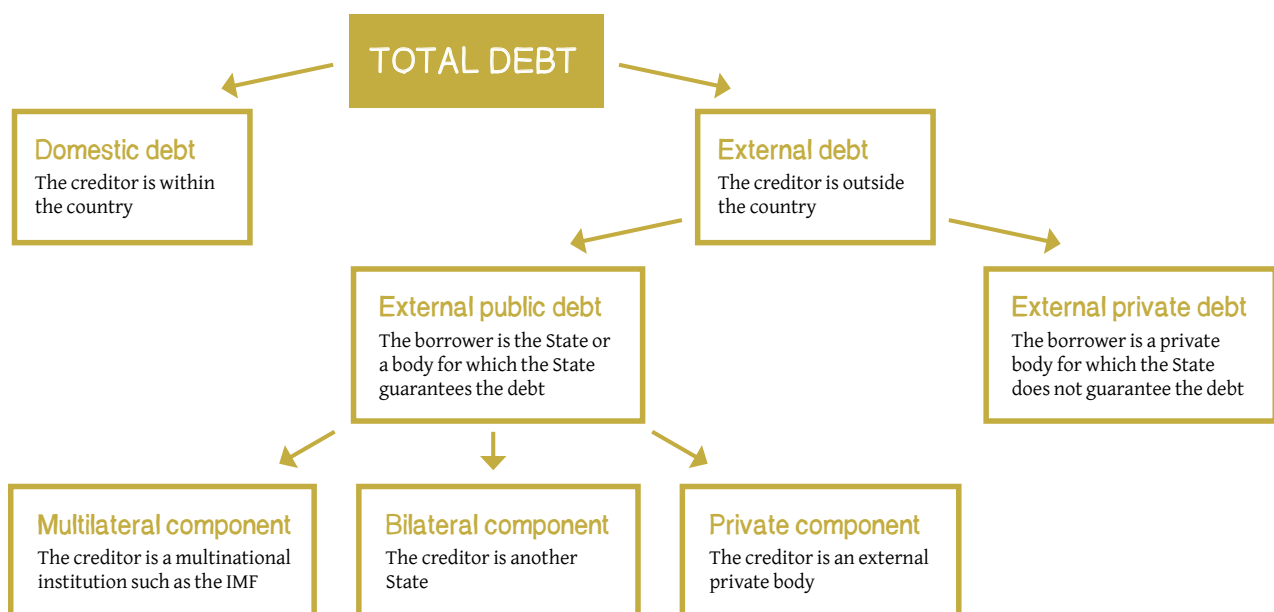 TOTAL DEBT
Domestic debt
The creditor is within
the country
External debt
The creditor is outside
the country
External public debt
The borrower is the State or
a body for which the State
guarantees the debt
External private debt
The borrower is a private
body for which the State
does not guarantee the debt
Multilateral component
The creditor is a multinational
institution such as the IMF
Bilateral component
The creditor is another
State
Private component
The creditor is an external
private body